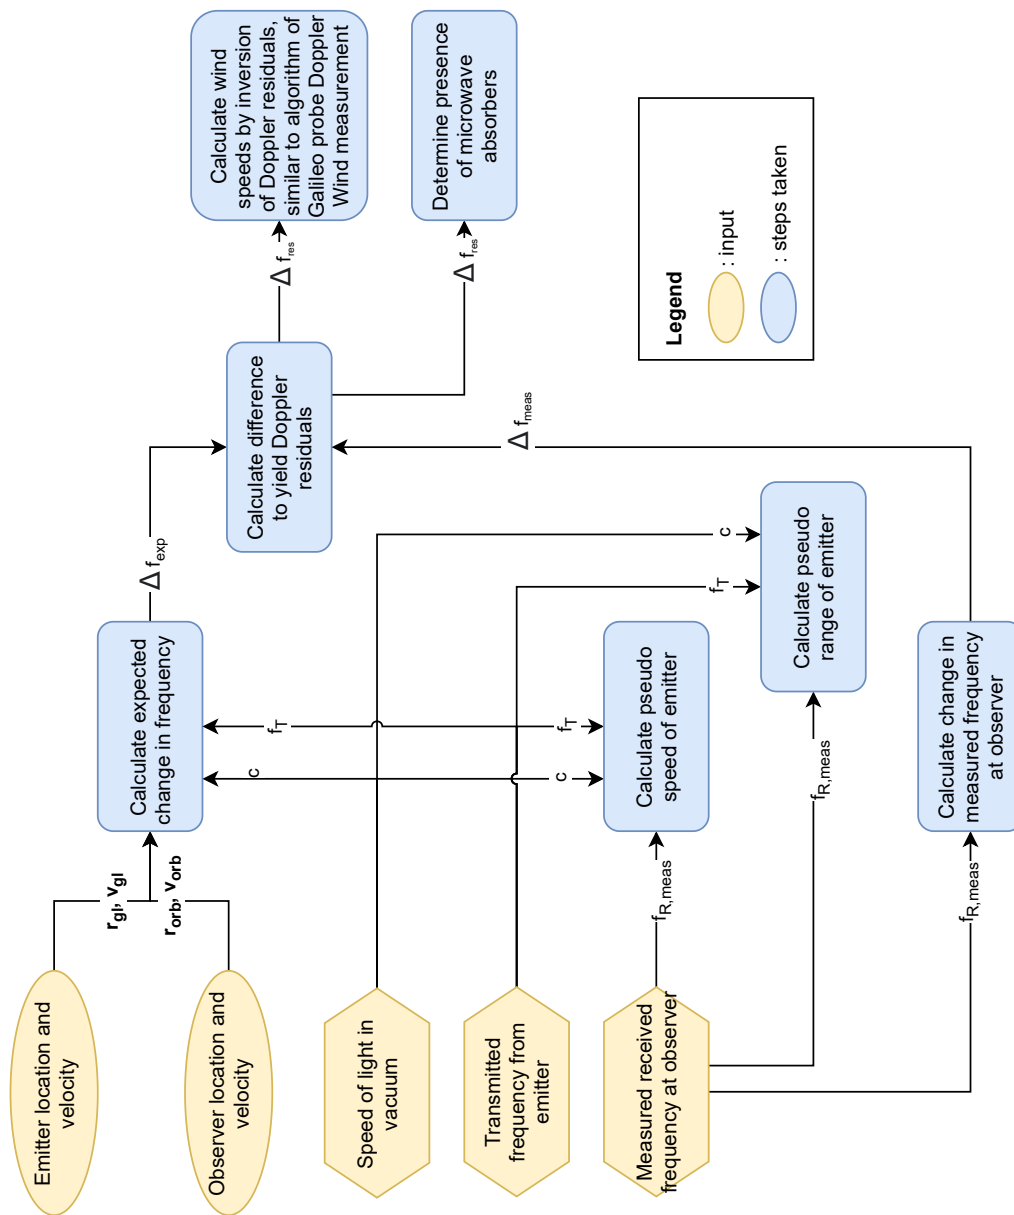 Emitter location and
velocity
Observer location and
velocity
Speed of light in
vacuum
Transmitted
frequency from
emitter
Measured received
frequency at observer
r_gl, v_gl
r_orb, v_orb
c
f_T
c
f_T
f_R,meas
f_R,meas
f_R,meas
f_T
c
Calculate expected
change in frequency
Calculate pseudo
speed of emitter
Calculate pseudo
range of emitter
Calculate change in
measured frequency
at observer
Δ f_exp
Δ f_meas
Calculate difference
to yield Doppler
residuals
Δ f_res
Δ f_res
Calculate wind
speeds by inversion
of Doppler residuals,
similar to algorithm of
Galileo probe Doppler
Wind measurement
Determine presence
of microwave
absorbers
Legend
: input
: steps taken